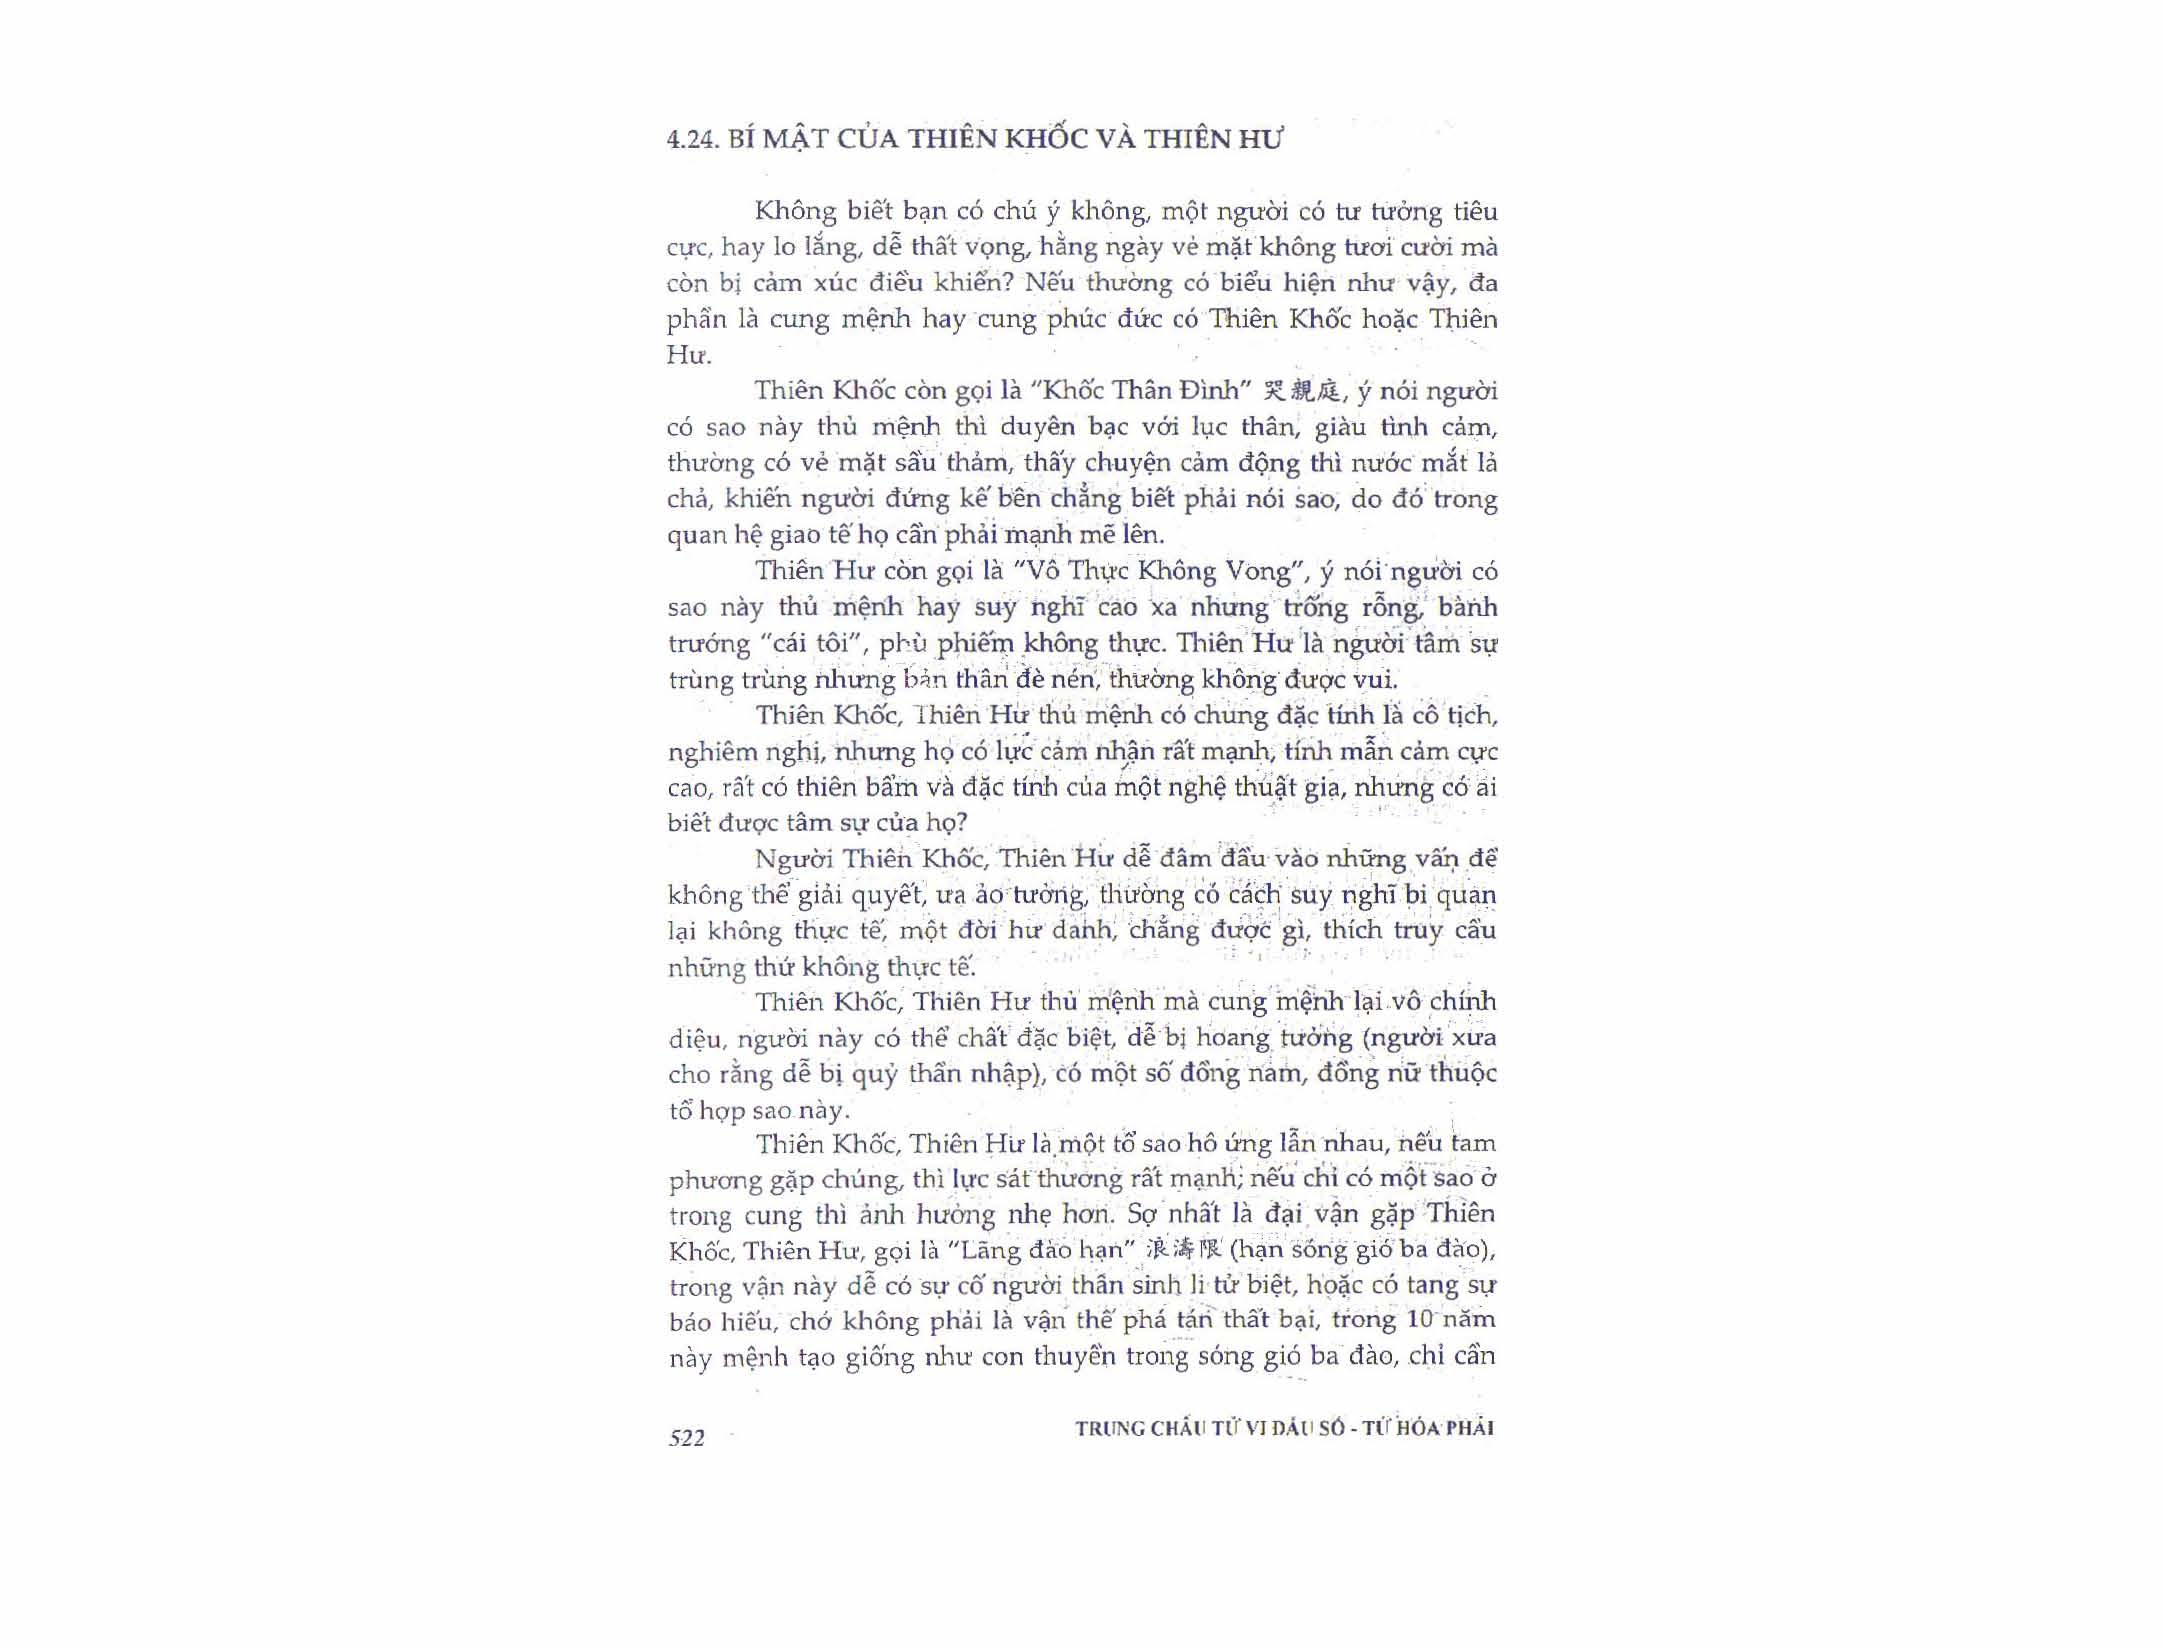 4.24. BÍ MẬT CỦA THIÊN KHỐC VÀ THIÊN HƯ
Không biết bạn có chú ý không, một người có tư tưởng tiêu
cực, hay lo lắng, dễ thất vọng, hằng ngày vẻ mặt không tươi cười mà
còn bị cảm xúc điều khiển? Nếu thường có biểu hiện như vậy, đa
phần là cung mệnh hay cung phúc đức có Thiên Khốc hoặc Thiên
Hư.
Thiên Khốc còn gọi là "Khốc Thân Đình" 哭親庭, ý nói người
có sao này thủ mệnh thì duyên bạc với lục thân, giàu tình cảm,
thường có vẻ mặt sầu thảm, thấy chuyện cảm động thì nước mắt lả
chả, khiến người đứng kế bên chẳng biết phải nói sao, do đó trong
quan hệ giao tế họ cần phải mạnh mẽ lên.
Thiên Hư còn gọi là "Vô Thực Không Vong", ý nói người có
sao này thủ mệnh hay suy nghĩ cao xa nhưng trống rỗng, bành
trướng "cái tôi", phù phiếm không thực. Thiên Hư là người tâm sự
trùng trùng nhưng bản thân đè nén, thường không được vui.
Thiên Khốc, Thiên Hư thủ mệnh có chung đặc tính là cô tịch,
nghiêm nghị, nhưng họ có lực cảm nhận rất mạnh, tính mẫn cảm cực
cao, rất có thiên bẩm và đặc tính của một nghệ thuật gia, nhưng có ai
biết được tâm sự của họ?
Người Thiên Khốc, Thiên Hư dễ đâm đầu vào những vấn đề
không thể giải quyết, ưa ảo tưởng, thường có cách suy nghĩ bi quan
lại không thực tế, một đời hư danh, chẳng được gì, thích truy cầu
những thứ không thực tế.
Thiên Khốc, Thiên Hư thủ mệnh mà cung mệnh lại vô chính
diệu, người này có thể chất đặc biệt, dễ bị hoang tưởng (người xưa
cho rằng dễ bị quỷ thần nhập), có một số đồng nam, đồng nữ thuộc
tổ hợp sao này.
Thiên Khốc, Thiên Hư là một tổ sao hô ứng lẫn nhau, nếu tam
phương gặp chúng, thì lực sát thương rất mạnh; nếu chỉ có một sao ở
trong cung thì ảnh hưởng nhẹ hơn. Sợ nhất là đại vận gặp Thiên
Khốc, Thiên Hư, gọi là "Lãng đào hạn" 浪濤限 (hạn sóng gió ba đào),
trong vận này dễ có sự cố người thân sinh li tử biệt, hoặc có tang sự
báo hiếu, chớ không phải là vận thế phá tán thất bại, trong 10 năm
này mệnh tạo giống như con thuyền trong sóng gió ba đào, chỉ cần
522
TRUNG CHÂU TỬ VI ĐẨU SỐ - TỨ HÓA PHÁI